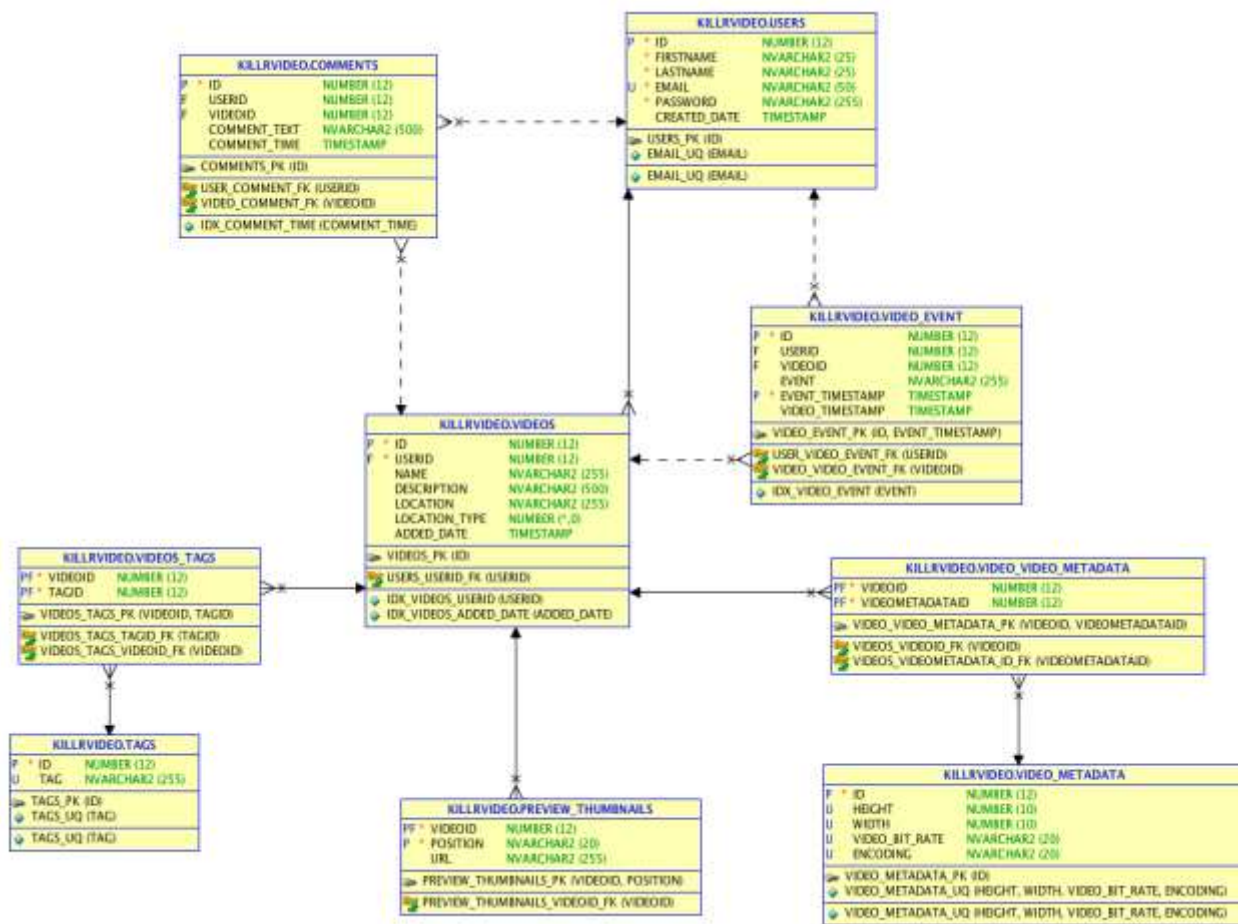 KILLRVIDEO.USERS
P * ID NUMBER (12)
* FIRSTNAME NVARCHAR2 (25)
* LASTNAME NVARCHAR2 (25)
U * EMAIL NVARCHAR2 (50)
* PASSWORD NVARCHAR2 (255)
CREATED_DATE TIMESTAMP
USERS_PK (ID)
EMAIL_UQ (EMAIL)
EMAIL_UQ (EMAIL)
KILLRVIDEO.COMMENTS
P * ID NUMBER (12)
F USERID NUMBER (12)
F VIDEOID NUMBER (12)
COMMENT_TEXT NVARCHAR2 (500)
COMMENT_TIME TIMESTAMP
COMMENTS_PK (ID)
USER_COMMENT_FK (USERID)
VIDEO_COMMENT_FK (VIDEOID)
IDX_COMMENT_TIME (COMMENT_TIME)
KILLRVIDEO.VIDEO_EVENT
P * ID NUMBER (12)
F USERID NUMBER (12)
F VIDEOID NUMBER (12)
EVENT NVARCHAR2 (255)
P * EVENT_TIMESTAMP TIMESTAMP
VIDEO_TIMESTAMP TIMESTAMP
VIDEO_EVENT_PK (ID, EVENT_TIMESTAMP)
USER_VIDEO_EVENT_FK (USERID)
VIDEO_VIDEO_EVENT_FK (VIDEOID)
IDX_VIDEO_EVENT (EVENT)
KILLRVIDEO.VIDEOS
P * ID NUMBER (12)
F * USERID NUMBER (12)
NAME NVARCHAR2 (255)
DESCRIPTION NVARCHAR2 (500)
LOCATION NVARCHAR2 (255)
LOCATION_TYPE NUMBER (*,0)
ADDED_DATE TIMESTAMP
VIDEOS_PK (ID)
USERS_USERID_FK (USERID)
IDX_VIDEOS_USERID (USERID)
IDX_VIDEOS_ADDED_DATE (ADDED_DATE)
KILLRVIDEO.VIDEOS_TAGS
PF * VIDEOID NUMBER (12)
PF * TAGID NUMBER (12)
VIDEOS_TAGS_PK (VIDEOID, TAGID)
VIDEOS_TAGS_TAGID_FK (TAGID)
VIDEOS_TAGS_VIDEOID_FK (VIDEOID)
KILLRVIDEO.VIDEO_VIDEO_METADATA
PF * VIDEOID NUMBER (12)
PF * VIDEOMETADATAID NUMBER (12)
VIDEO_VIDEO_METADATA_PK (VIDEOID, VIDEOMETADATAID)
VIDEOS_VIDEOID_FK (VIDEOID)
VIDEOS_VIDEOMETADATA_ID_FK (VIDEOMETADATAID)
KILLRVIDEO.TAGS
P * ID NUMBER (12)
U TAG NVARCHAR2 (255)
TAGS_PK (ID)
TAGS_UQ (TAG)
TAGS_UQ (TAG)
KILLRVIDEO.PREVIEW_THUMBNAILS
PF * VIDEOID NUMBER (12)
P * POSITION NVARCHAR2 (20)
URL NVARCHAR2 (255)
PREVIEW_THUMBNAILS_PK (VIDEOID, POSITION)
PREVIEW_THUMBNAILS_VIDEOID_FK (VIDEOID)
KILLRVIDEO.VIDEO_METADATA
P * ID NUMBER (12)
U HEIGHT NUMBER (10)
U WIDTH NUMBER (10)
U VIDEO_BIT_RATE NVARCHAR2 (20)
U ENCODING NVARCHAR2 (20)
VIDEO_METADATA_PK (ID)
VIDEO_METADATA_UQ (HEIGHT, WIDTH, VIDEO_BIT_RATE, ENCODING)
VIDEO_METADATA_UQ (HEIGHT, WIDTH, VIDEO_BIT_RATE, ENCODING)